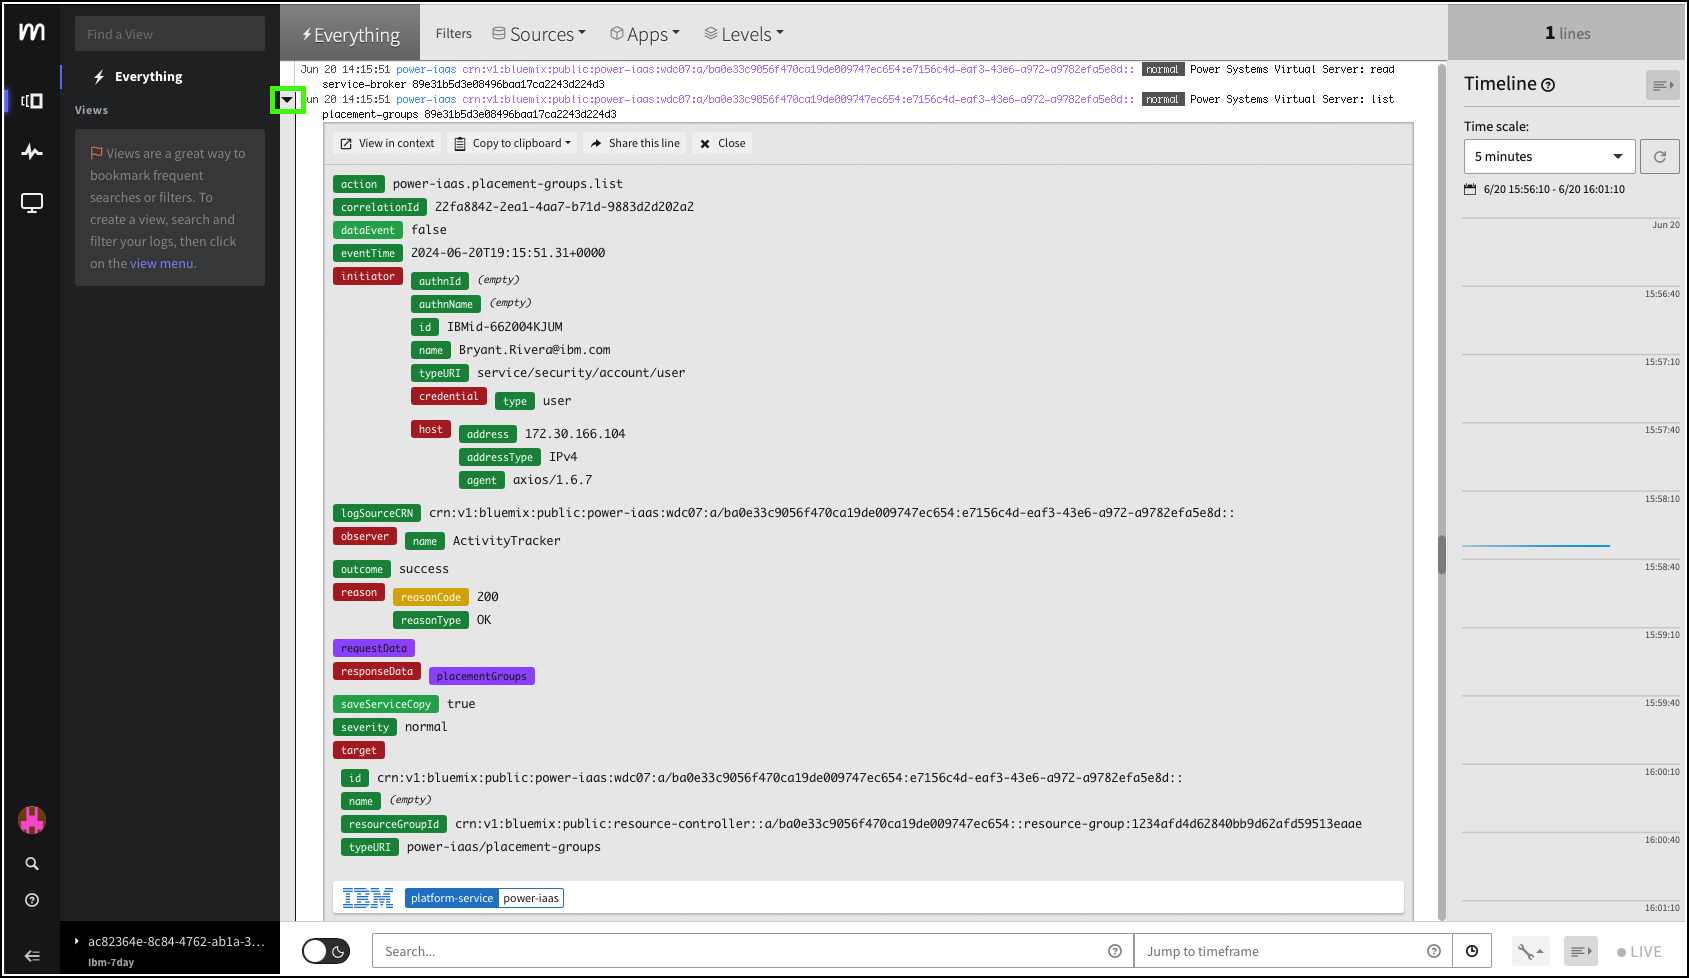 Find a View
Everything
Views
Views are a great way to
bookmark frequent
searches or filters. To
create a view, search and
filter your logs, then click
on the view menu.
ac82364e-8c84-4762-ab1a-3...
ibm-7day
Everything
Filters
Sources
Apps
Levels
1 lines
Jun 20 14:15:51 power-iaas crn:v1:bluemix:public:power-iaas:wdc07:a/ba0e33c9056f470ca19de009747ec654:e7156c4d-eaf3-43e6-a972-a9782efa5e8d:: normal Power Systems Virtual Server: read
service-broker 89e31b5d3e08496baa17ca2243d224d3
un 20 14:15:51 power-iaas crn:v1:bluemix:public:power-iaas:wdc07:a/ba0e33c9056f470ca19de009747ec654:e7156c4d-eaf3-43e6-a972-a9782efa5e8d:: normal Power Systems Virtual Server: list
placement-groups 89e31b5d3e08496baa17ca2243d224d3
View in context Copy to clipboard Share this line Close
action power-iaas.placement-groups.list
correlationId 22fa8842-2ea1-4aa7-b71d-9883d2d202a2
dataEvent false
eventTime 2024-06-20T19:15:51.31+0000
initiator
authnId (empty)
authnName (empty)
id IBMid-662004KJUM
name Bryant.Rivera@ibm.com
typeURI service/security/account/user
credential type user
host address 172.30.166.104
addressType IPv4
agent axios/1.6.7
logSourceCRN crn:v1:bluemix:public:power-iaas:wdc07:a/ba0e33c9056f470ca19de009747ec654:e7156c4d-eaf3-43e6-a972-a9782efa5e8d::
observer name ActivityTracker
outcome success
reason reasonCode 200
reasonType OK
requestData
responseData placementGroups
saveServiceCopy true
severity normal
target
id crn:v1:bluemix:public:power-iaas:wdc07:a/ba0e33c9056f470ca19de009747ec654:e7156c4d-eaf3-43e6-a972-a9782efa5e8d::
name (empty)
resourceGroupId crn:v1:bluemix:public:resource-controller::a/ba0e33c9056f470ca19de009747ec654::resource-group:1234afd4d62840bb9d62afd59513eaae
typeURI power-iaas/placement-groups
IBM platform-service power-iaas
Search...
Jump to timeframe
LIVE
Timeline
Time scale:
5 minutes
6/20 15:56:10 - 6/20 16:01:10
Jun 20
15:56:40
15:57:10
15:57:40
15:58:10
15:58:40
15:59:10
15:59:40
16:00:10
16:00:40
16:01:10